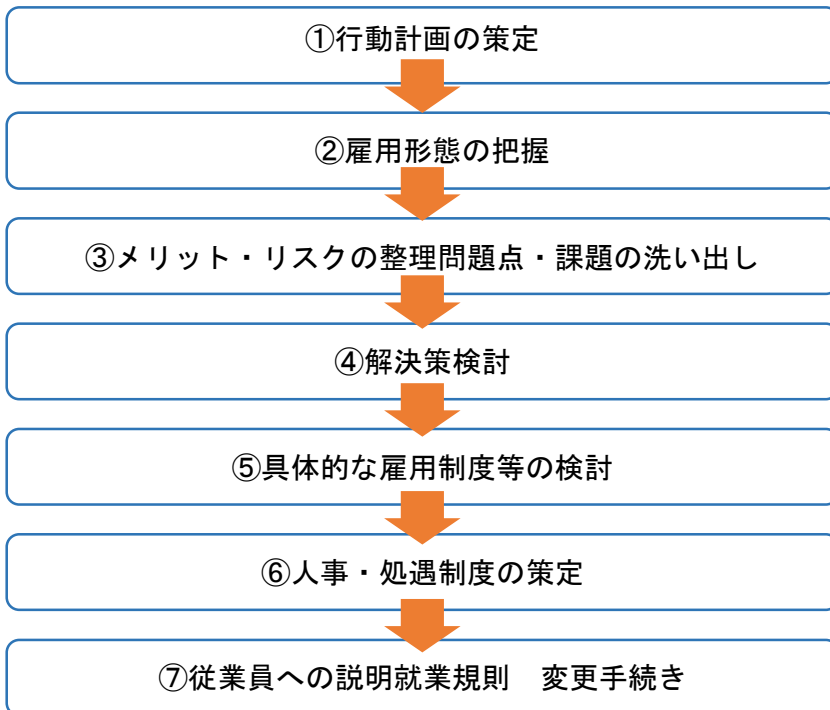 ①行動計画の策定
②雇用形態の把握
③メリット・リスクの整理問題点・課題の洗い出し
④解決策検討
⑤具体的な雇用制度等の検討
⑥人事・処遇制度の策定
⑦従業員への説明就業規則　変更手続き